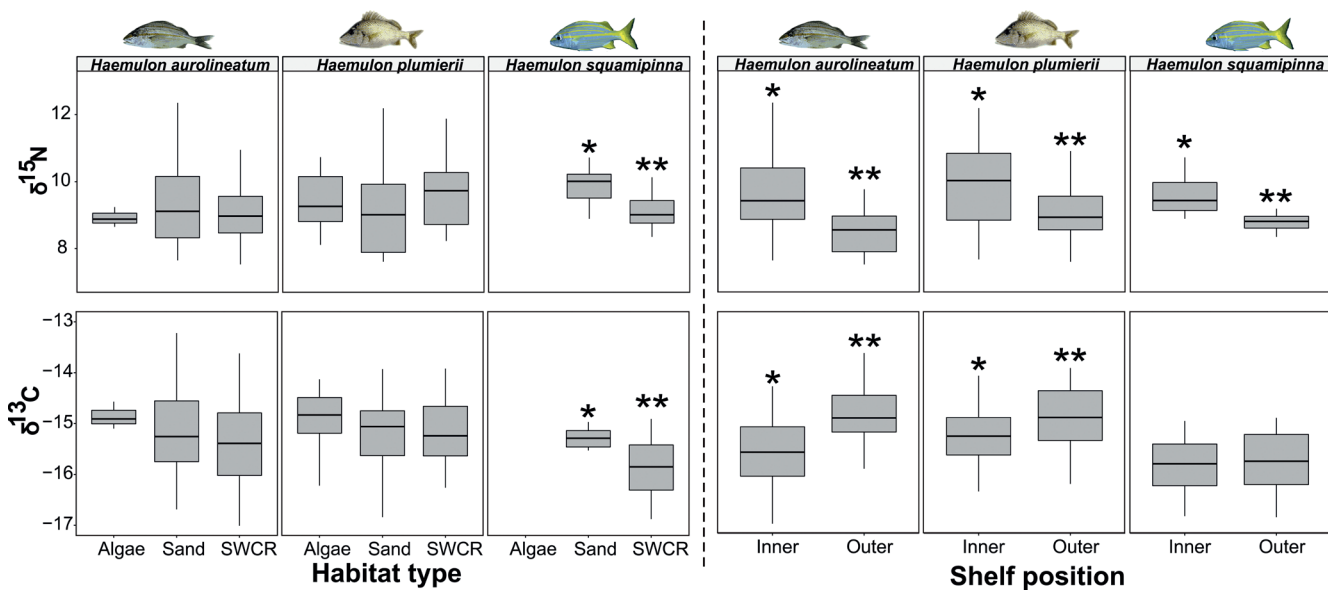 Haemulon aurolineatum Haemulon plumierii Haemulon squamipinna Haemulon aurolineatum Haemulon plumierii Haemulon squamipinna
δ15N
12
10
8
* **
* ** * ** * **
δ13C
−13
−14
−15
−16
−17
* **
* ** * **
Algae Sand SWCR Algae Sand SWCR Algae Sand SWCR Inner Outer Inner Outer Inner Outer
Habitat type Shelf position